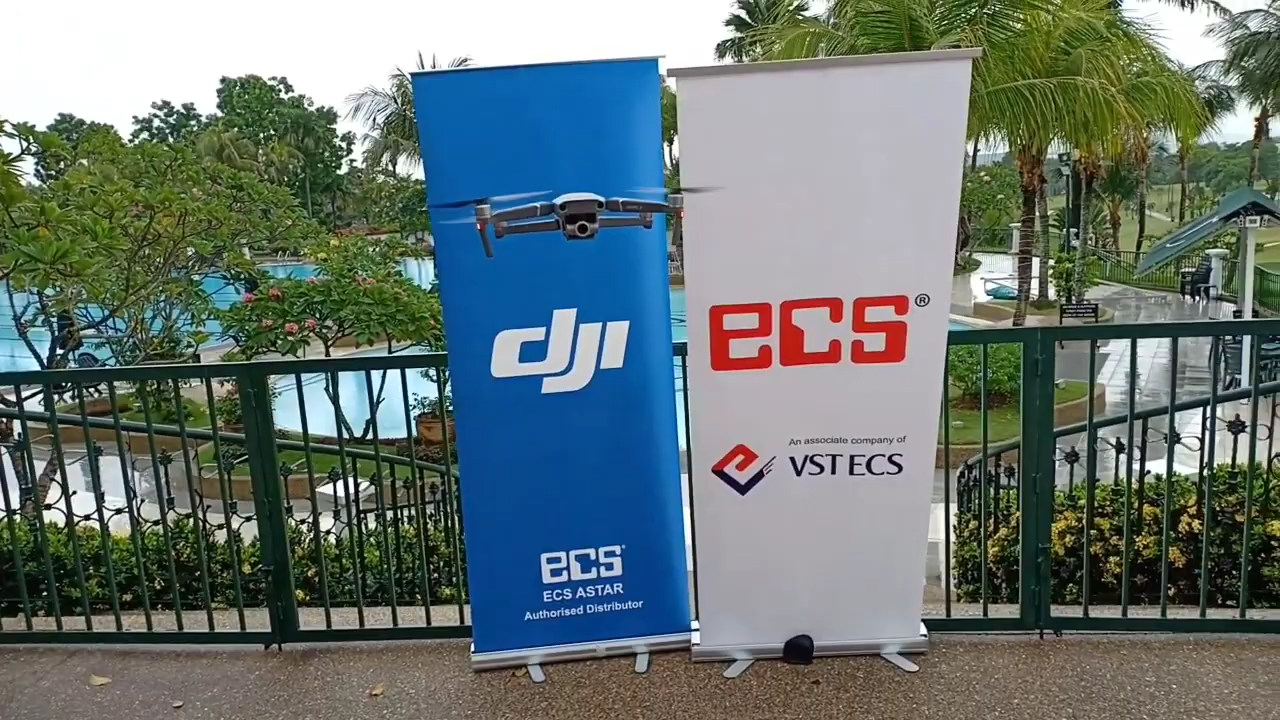 dji
ecs
ECS ASTAR
Authorised Distributor
ecs®
An associate company of
VST ECS